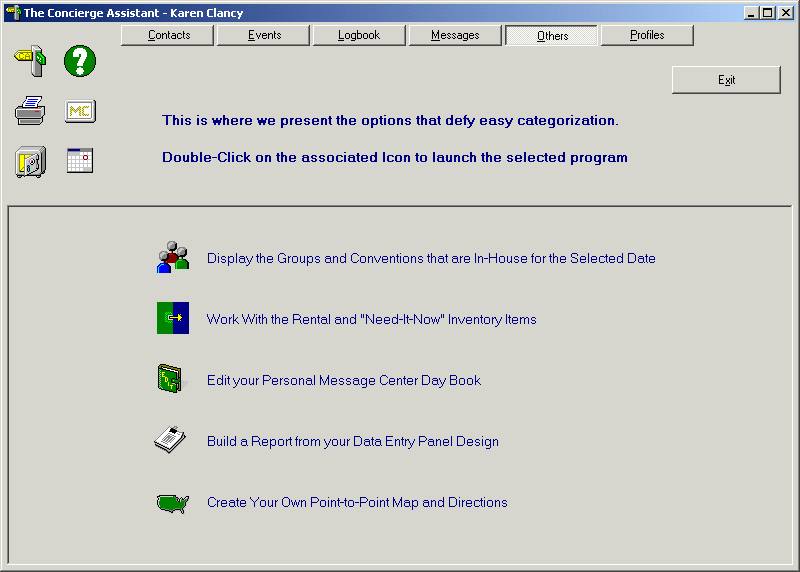 The Concierge Assistant - Karen Clancy
Contacts
Events
Logbook
Messages
Others
Profiles
Exit
MC
This is where we present the options that defy easy categorization.
Double-Click on the associated Icon to launch the selected program
Display the Groups and Conventions that are In-House for the Selected Date
Work With the Rental and "Need-It-Now" Inventory Items
Edit your Personal Message Center Day Book
Build a Report from your Data Entry Panel Design
Create Your Own Point-to-Point Map and Directions